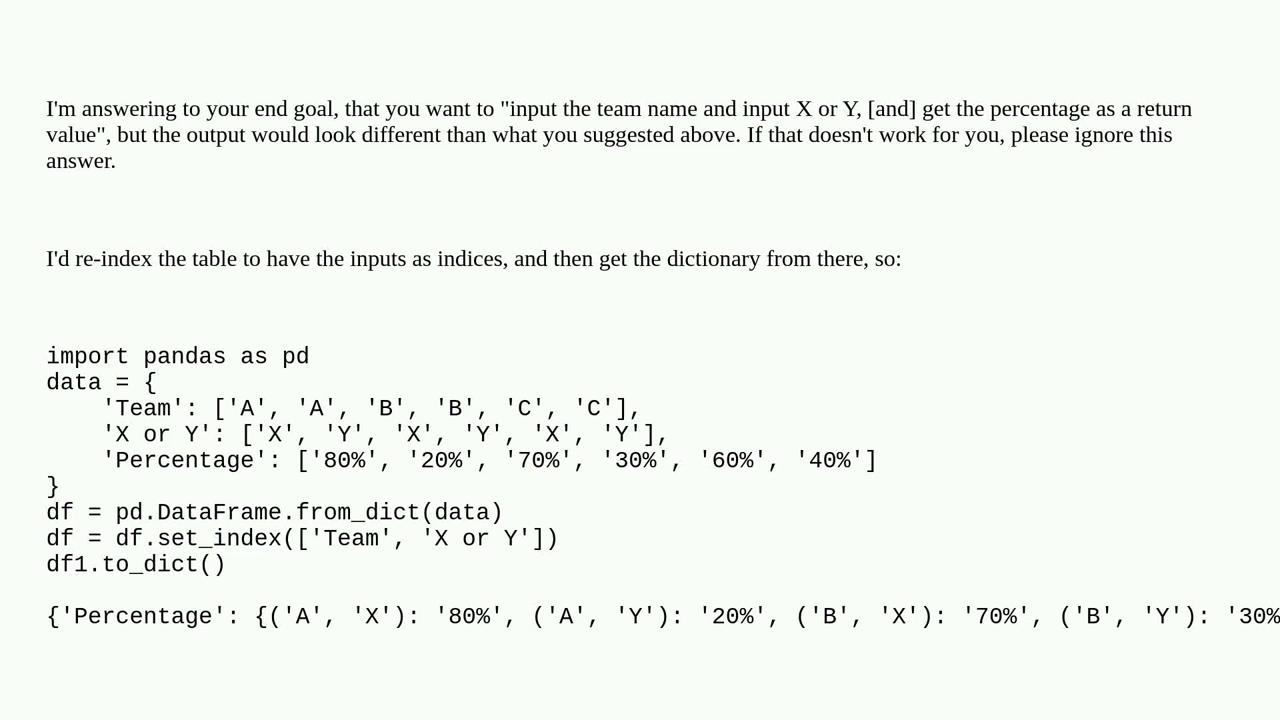 I'm answering to your end goal, that you want to "input the team name and input X or Y, [and] get the percentage as a return
value", but the output would look different than what you suggested above. If that doesn't work for you, please ignore this
answer.
I'd re-index the table to have the inputs as indices, and then get the dictionary from there, so:
import pandas as pd
data = {
    'Team': ['A', 'A', 'B', 'B', 'C', 'C'],
    'X or Y': ['X', 'Y', 'X', 'Y', 'X', 'Y'],
    'Percentage': ['80%', '20%', '70%', '30%', '60%', '40%']
}
df = pd.DataFrame.from_dict(data)
df = df.set_index(['Team', 'X or Y'])
df1.to_dict()
{'Percentage': {('A', 'X'): '80%', ('A', 'Y'): '20%', ('B', 'X'): '70%', ('B', 'Y'): '30%